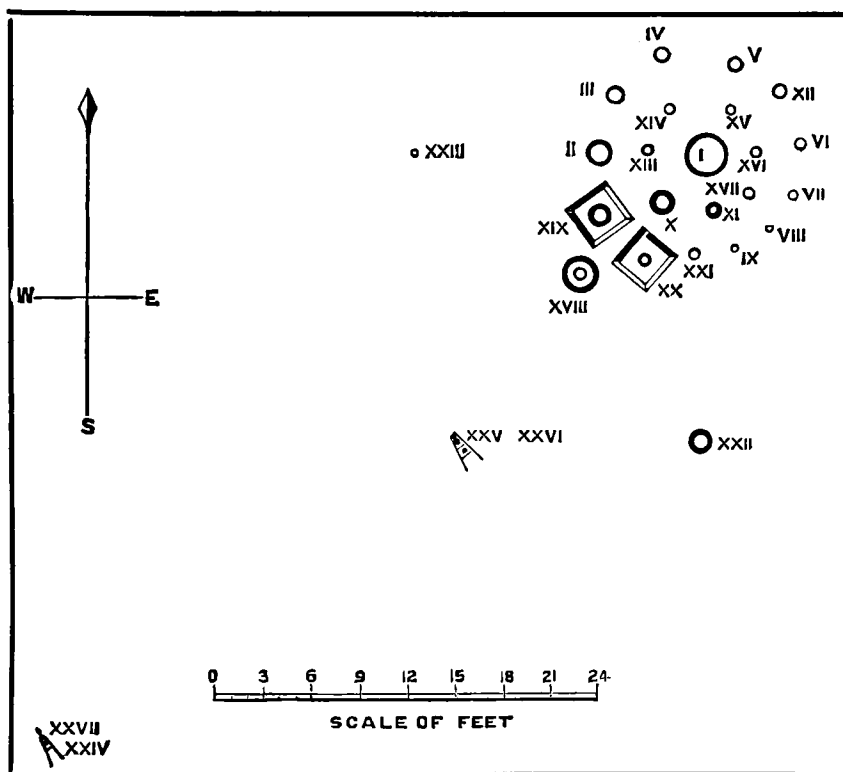 IV
V
III
XII
XIV
XV
XXIII
II
XIII
I
XVI
VI
XVII
VII
XIX
X
XI
VIII
IX
XXI
XX
XVIII
W E
S
XXV XXVI
XXII
0 3 6 9 12 15 18 21 24
SCALE OF FEET
XXVII
XXIV